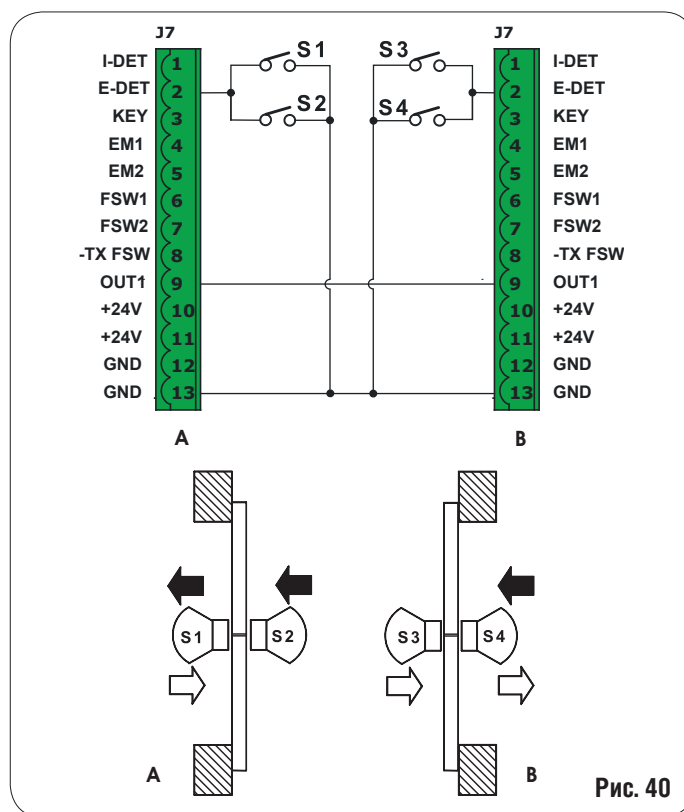 J7 J7
I-DET 1 S1 S3 1 I-DET
E-DET 2 2 E-DET
KEY 3 S2 S4 3 KEY
EM1 4 4 EM1
EM2 5 5 EM2
FSW1 6 6 FSW1
FSW2 7 7 FSW2
-TX FSW 8 8 -TX FSW
OUT1 9 9 OUT1
+24V 10 10 +24V
+24V 11 11 +24V
GND 12 12 GND
GND 13 13 GND
A B
S1 S2 S3 S4
A B
Рис. 40